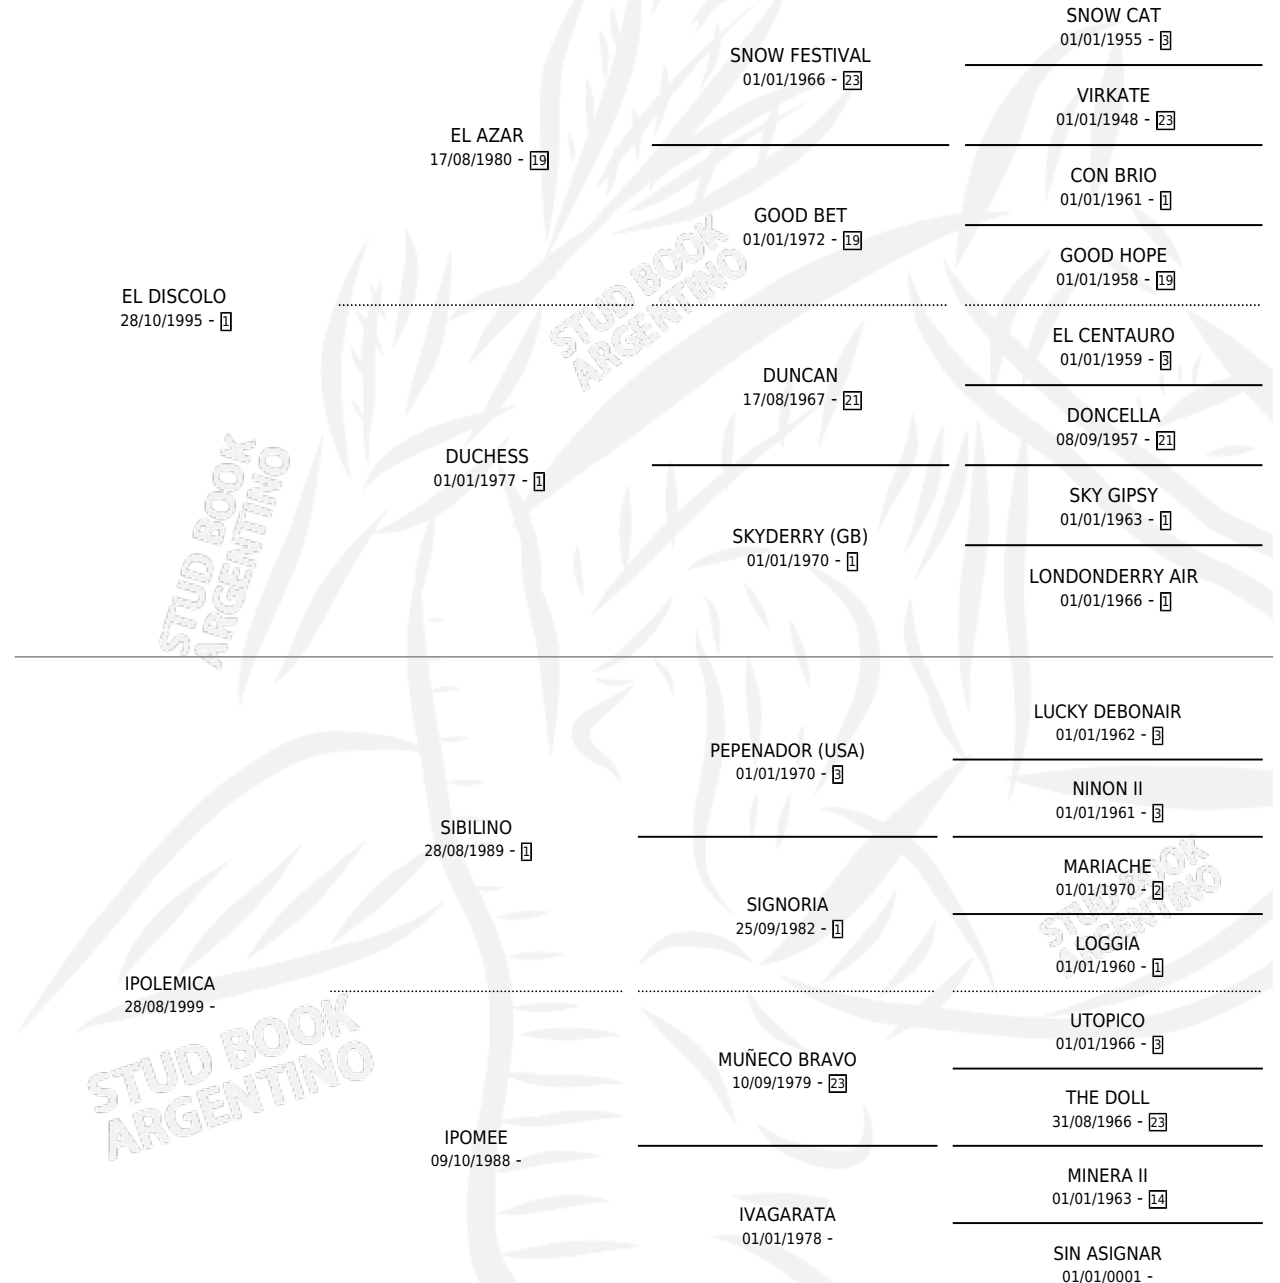 SNOW CAT
01/01/1955 - 3
SNOW FESTIVAL
01/01/1966 - 23
VIRKATE
01/01/1948 - 23
EL AZAR
17/08/1980 - 19
CON BRIO
01/01/1961 - 1
GOOD BET
01/01/1972 - 19
GOOD HOPE
01/01/1958 - 19
EL DISCOLO
28/10/1995 - 1
EL CENTAURO
01/01/1959 - 3
DUNCAN
17/08/1967 - 21
DONCELLA
08/09/1957 - 21
DUCHESS
01/01/1977 - 1
SKY GIPSY
01/01/1963 - 1
SKYDERRY (GB)
01/01/1970 - 1
LONDONDERRY AIR
01/01/1966 - 1
LUCKY DEBONAIR
01/01/1962 - 3
PEPENADOR (USA)
01/01/1970 - 3
NINON II
01/01/1961 - 3
SIBILINO
28/08/1989 - 1
MARIACHE
01/01/1970 - 2
SIGNORIA
25/09/1982 - 1
LOGGIA
01/01/1960 - 1
IPOLEMICA
28/08/1999 -
UTOPICO
01/01/1966 - 3
MUÑECO BRAVO
10/09/1979 - 23
THE DOLL
31/08/1966 - 23
IPOMEE
09/10/1988 -
MINERA II
01/01/1963 - 14
IVAGARATA
01/01/1978 -
SIN ASIGNAR
01/01/0001 -
STUD BOOK
ARGENTINO
STUD BOOK
ARGENTINO
STUD BOOK
ARGENTINO
STUD BOOK
ARGENTINO